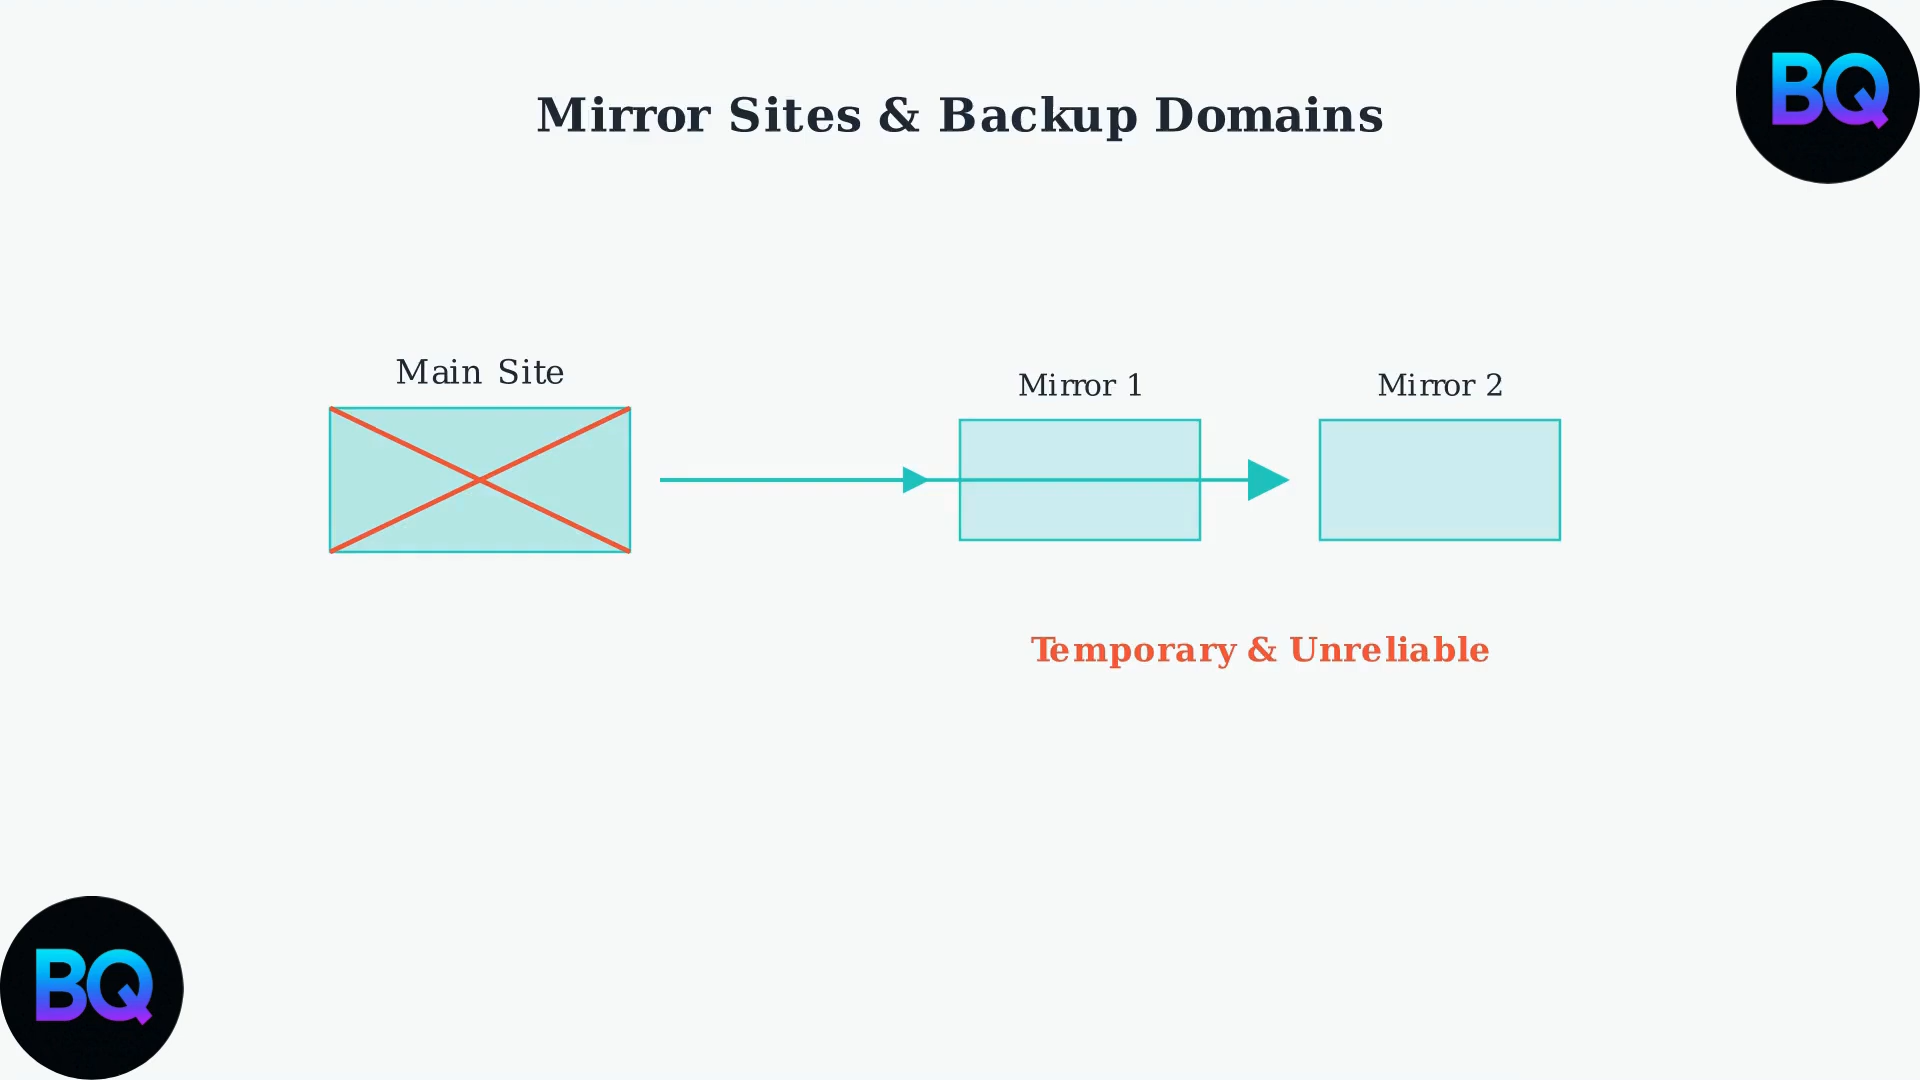 BQ
Mirror Sites & Backup Domains
Main Site
Mirror 1
Mirror 2
Temporary & Unreliable
BQ